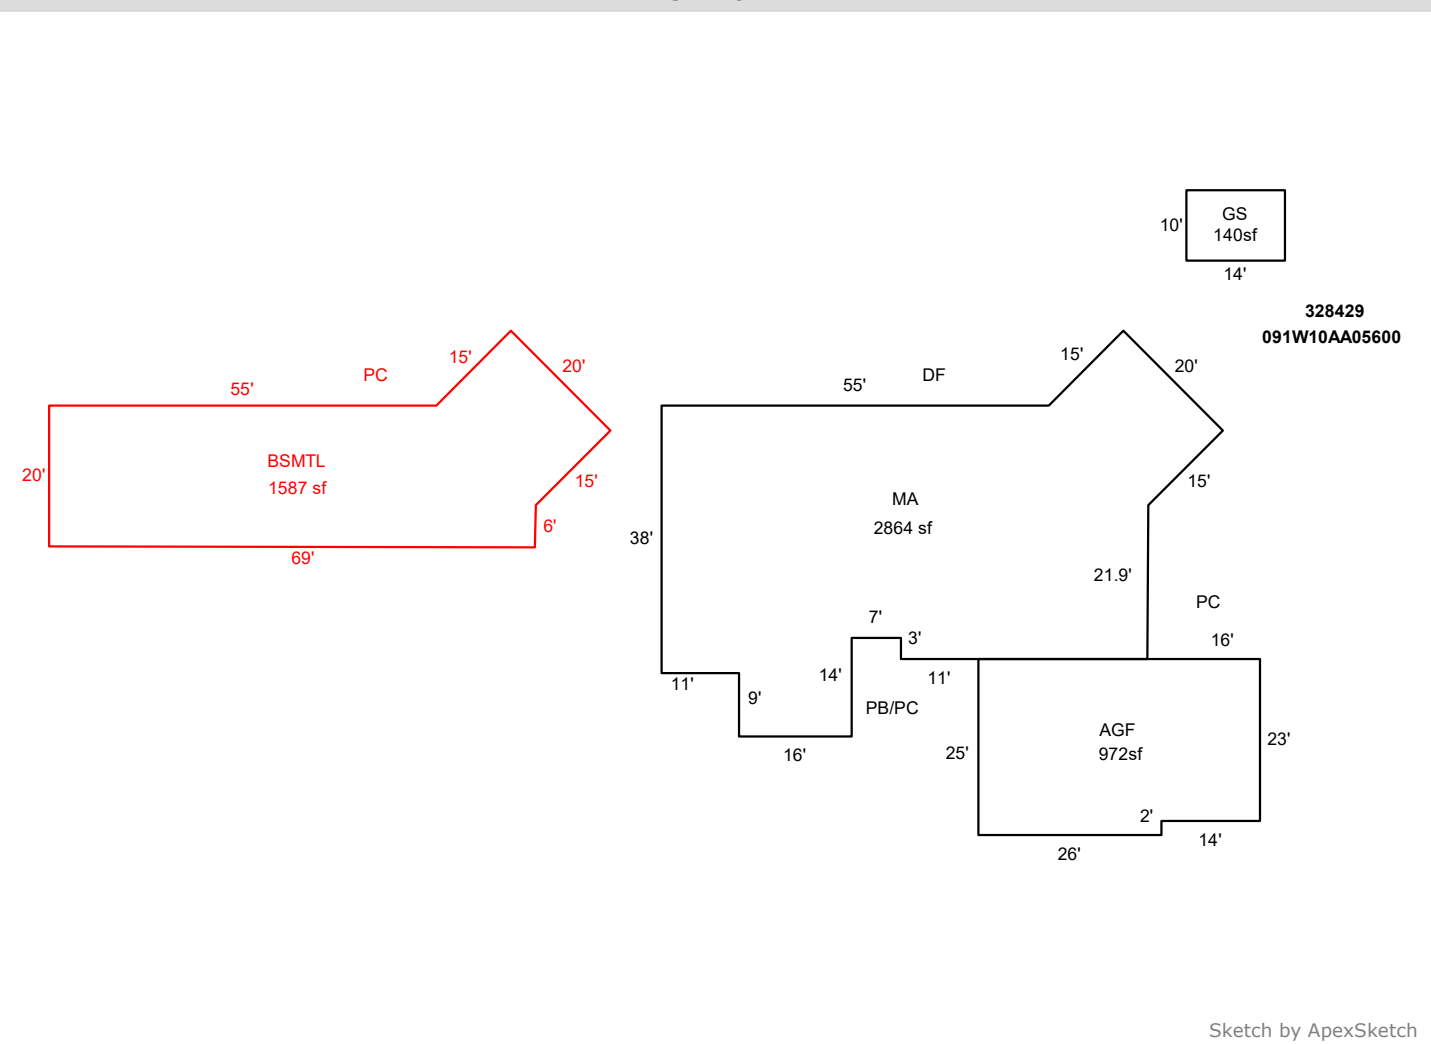 GS
10'
140sf
14'
328429
091W10AA05600
15'
20'
PC
55'
BSMTL
20'
1587 sf
15'
6'
69'
15'
20'
DF
55'
MA
15'
2864 sf
38'
21.9'
PC
7'
3'
16'
14'
11'
11'
9'
PB/PC
16'
AGF
25'
972sf
23'
2'
14'
26'
Sketch by ApexSketch